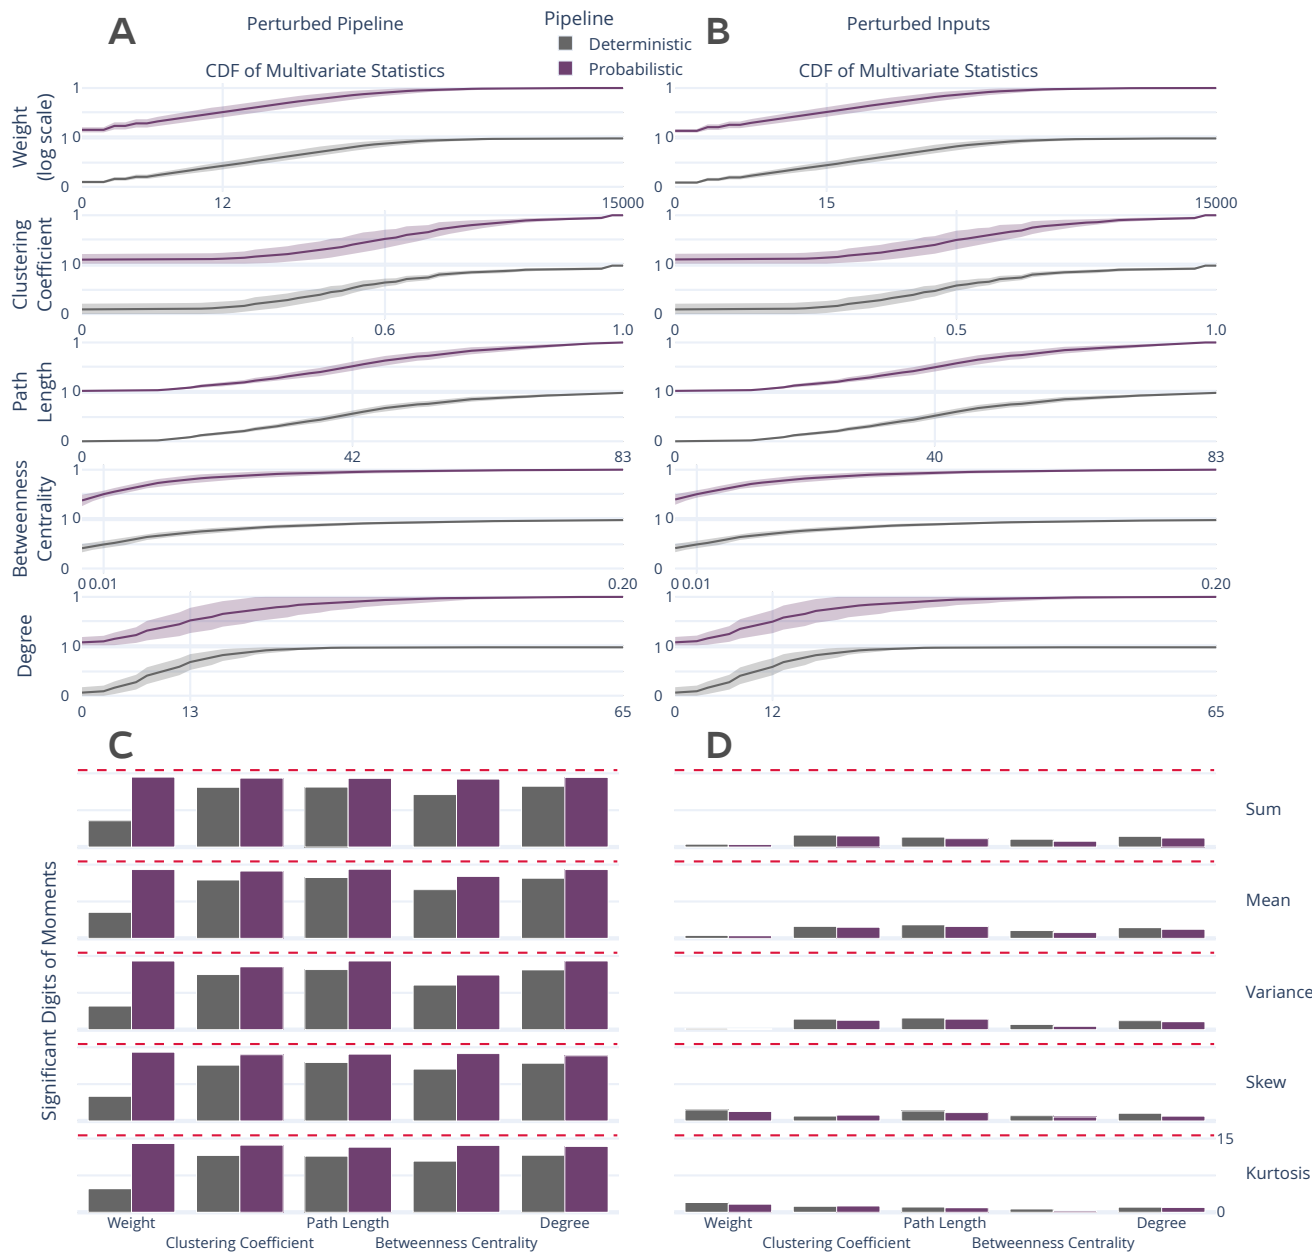 A
Perturbed Pipeline
Pipeline
Deterministic
Probabilistic
B
Perturbed Inputs
CDF of Multivariate Statistics
CDF of Multivariate Statistics
Weight
(log scale)
1
1 0
0
0
12
15000
1
1 0
0
0
15
15000
Clustering
Coefficient
1
1 0
0
0
0.6
1.0
1
1 0
0
0
0.5
1.0
Path
Length
1
1 0
0
0
42
83
1
1 0
0
0
40
83
Betweenness
Centrality
1
1 0
0
0
0.01
0.20
1
1 0
0
0
0.01
0.20
Degree
1
1 0
0
0
13
65
1
1 0
0
0
12
65
C
D
Significant Digits of Moments
Sum
Mean
Variance
Skew
15
Kurtosis
0
Weight
Path Length
Degree
Clustering Coefficient
Betweenness Centrality
Weight
Path Length
Degree
Clustering Coefficient
Betweenness Centrality